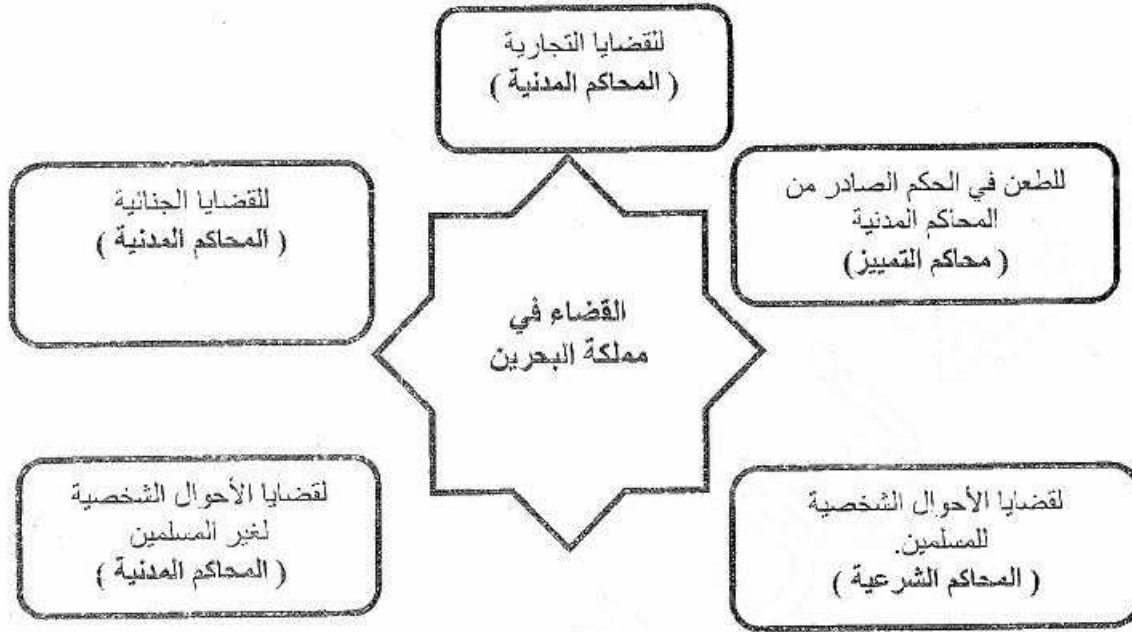 للقضايا التجارية
( المحاكم المدنية )
للطعن في الحكم الصادر من
المحاكم المدنية
( محاكم التمييز)
للقضايا الجنائية
( المحاكم المدنية )
القضاء في
مملكة البحرين
لقضايا الأحوال الشخصية
للمسلمين.
( المحاكم الشرعية )
لقضايا الأحوال الشخصية
لغير المسلمين
( المحاكم المدنية )